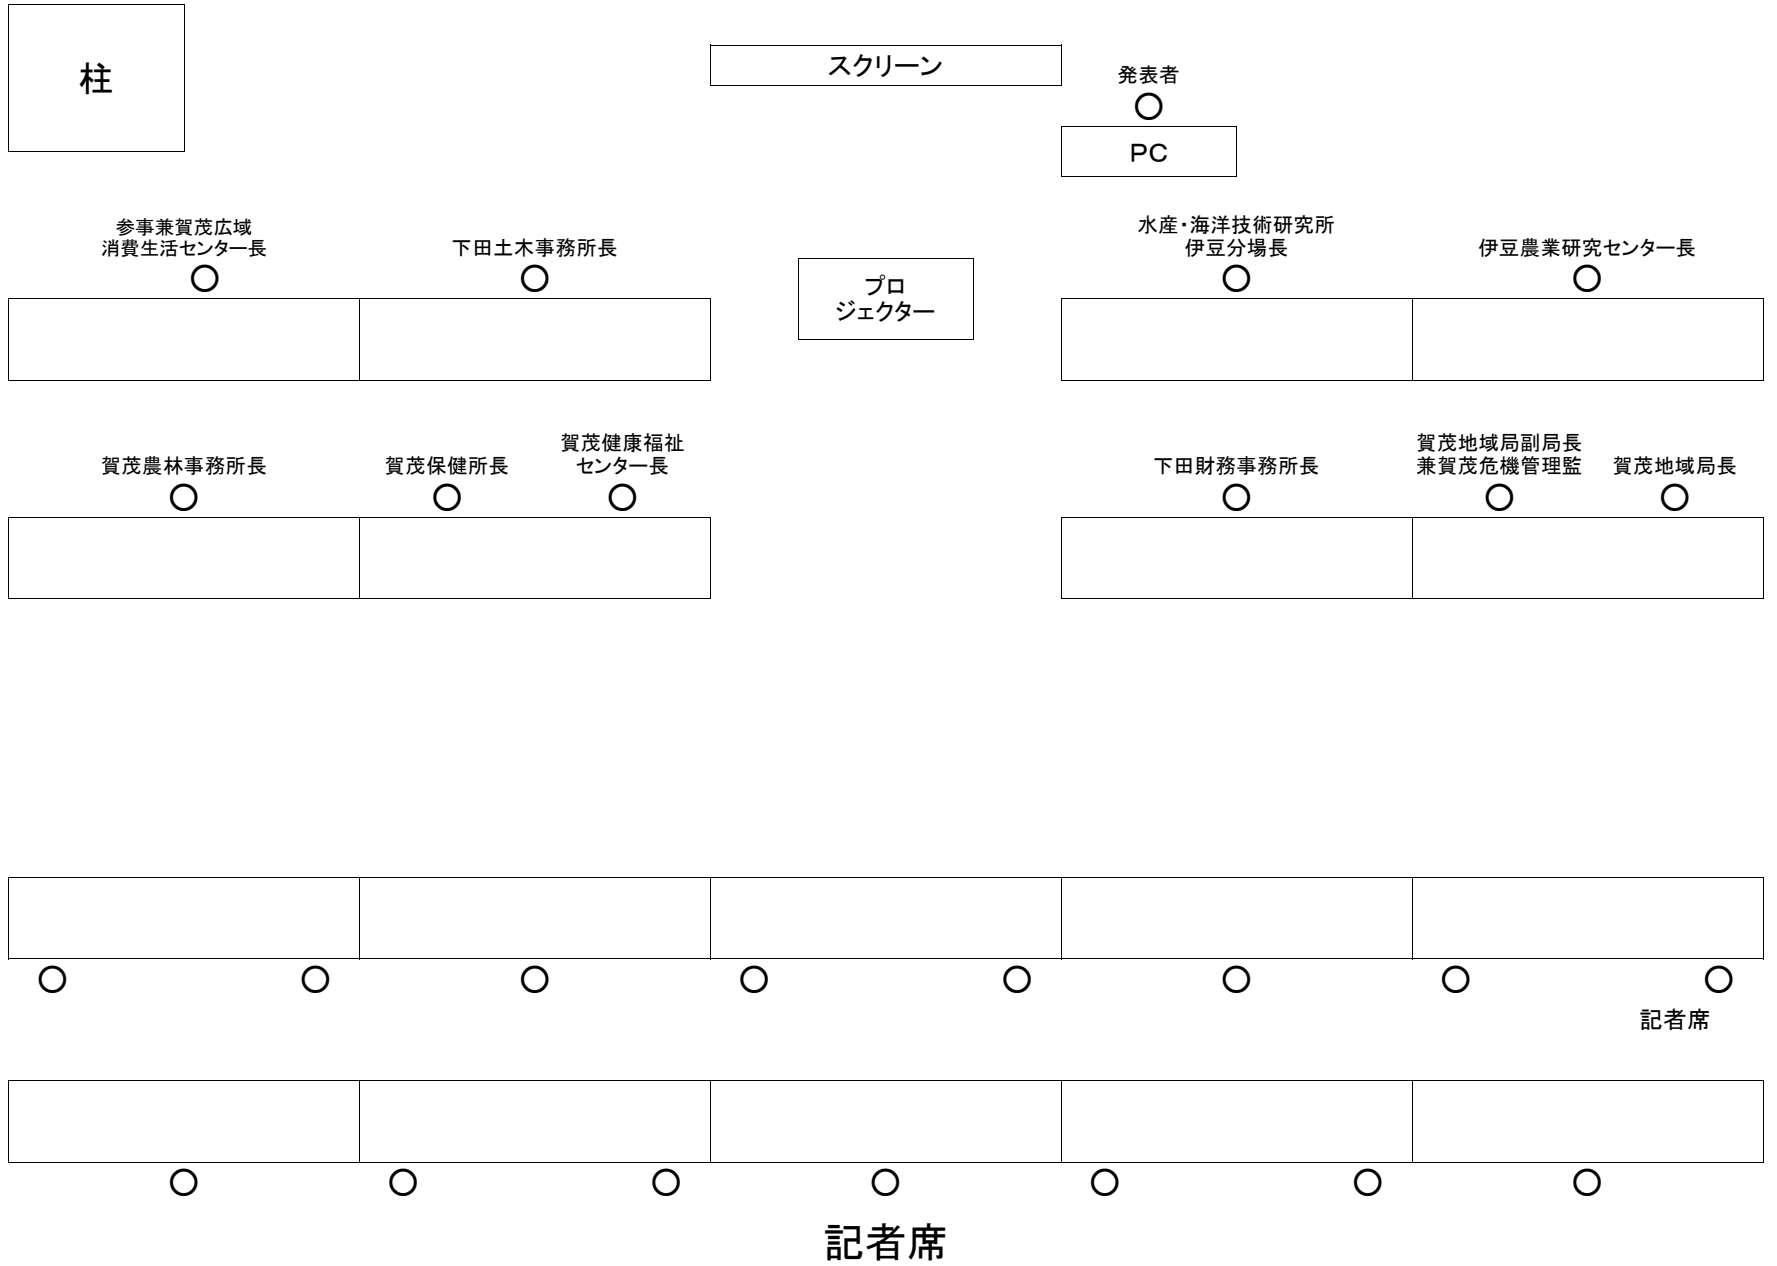 柱
スクリーン
発表者
○
PC
参事兼賀茂広域
消費生活センター長
○
下田土木事務所長
○
プロ
ジェクター
水産・海洋技術研究所
伊豆分場長
○
伊豆農業研究センター長
○
賀茂農林事務所長
○
賀茂保健所長
○
賀茂健康福祉
センター長
○
下田財務事務所長
○
賀茂地域局副局長
兼賀茂危機管理監
○
賀茂地域局長
○
○ ○ ○ ○ ○ ○ ○ ○
記者席
○ ○ ○ ○ ○ ○ ○
記者席